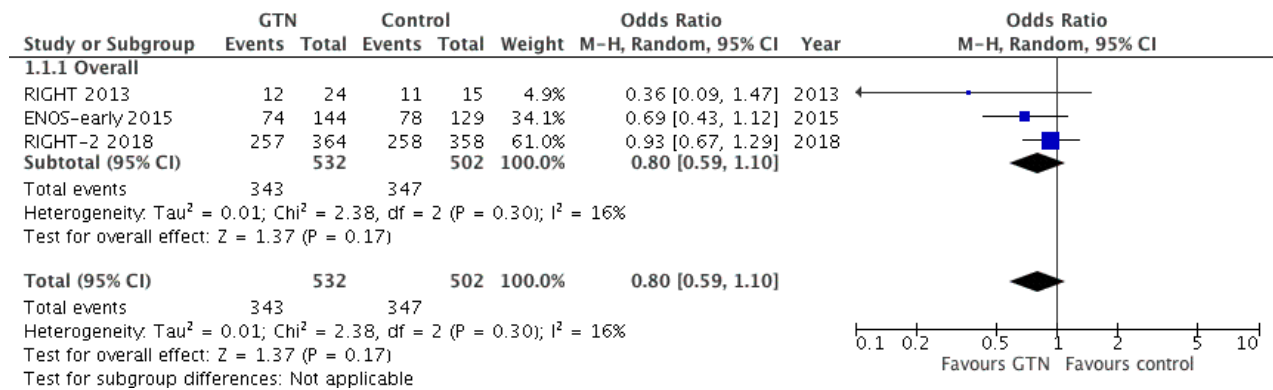 GTN Control Odds Ratio Odds Ratio
Study or Subgroup Events Total Events Total Weight M-H, Random, 95% CI Year M-H, Random, 95% CI
1.1.1 Overall
RIGHT 2013 12 24 11 15 4.9% 0.36 [0.09, 1.47] 2013
ENOS-early 2015 74 144 78 129 34.1% 0.69 [0.43, 1.12] 2015
RIGHT-2 2018 257 364 258 358 61.0% 0.93 [0.67, 1.29] 2018
Subtotal (95% CI) 532 502 100.0% 0.80 [0.59, 1.10]
Total events 343 347
Heterogeneity: Tau² = 0.01; Chi² = 2.38, df = 2 (P = 0.30); I² = 16%
Test for overall effect: Z = 1.37 (P = 0.17)
Total (95% CI) 532 502 100.0% 0.80 [0.59, 1.10]
Total events 343 347
Heterogeneity: Tau² = 0.01; Chi² = 2.38, df = 2 (P = 0.30); I² = 16%
Test for overall effect: Z = 1.37 (P = 0.17)
Test for subgroup differences: Not applicable
0.1 0.2 0.5 1 2 5 10
Favours GTN Favours control